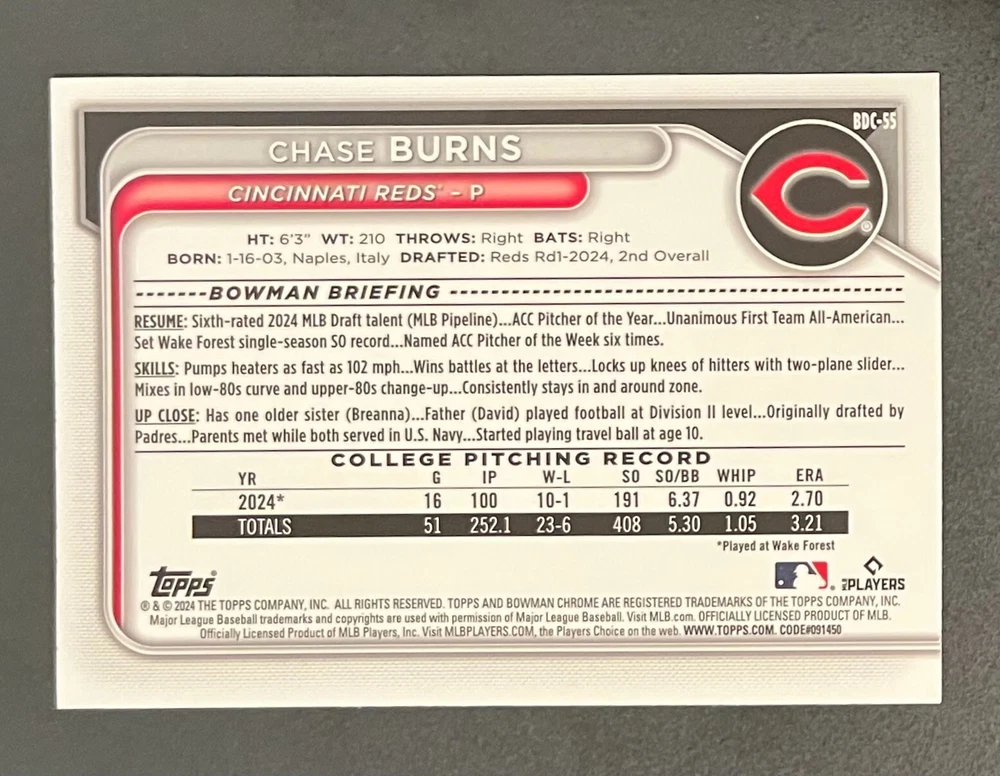 BDC-55
CHASE BURNS
CINCINNATI REDS® – P
HT: 6'3" WT: 210 THROWS: Right BATS: Right
BORN: 1-16-03, Naples, Italy DRAFTED: Reds Rd1-2024, 2nd Overall
BOWMAN BRIEFING
RESUME: Sixth-rated 2024 MLB Draft talent (MLB Pipeline)...ACC Pitcher of the Year...Unanimous First Team All-American...
Set Wake Forest single-season SO record...Named ACC Pitcher of the Week six times.
SKILLS: Pumps heaters as fast as 102 mph...Wins battles at the letters...Locks up knees of hitters with two-plane slider...
Mixes in low-80s curve and upper-80s change-up...Consistently stays in and around zone.
UP CLOSE: Has one older sister (Breanna)...Father (David) played football at Division II level...Originally drafted by
Padres...Parents met while both served in U.S. Navy...Started playing travel ball at age 10.
COLLEGE PITCHING RECORD
YR G IP W-L SO SO/BB WHIP ERA
2024* 16 100 10-1 191 6.37 0.92 2.70
TOTALS 51 252.1 23-6 408 5.30 1.05 3.21
*Played at Wake Forest
Topps®
MLB PLAYERS
® & © 2024 THE TOPPS COMPANY, INC. ALL RIGHTS RESERVED. TOPPS AND BOWMAN CHROME ARE REGISTERED TRADEMARKS OF THE TOPPS COMPANY, INC.
Major League Baseball trademarks and copyrights are used with permission of Major League Baseball. Visit MLB.com. OFFICIALLY LICENSED PRODUCT OF MLB.
Officially Licensed Product of MLB Players, Inc. Visit MLBPLAYERS.COM, the Players Choice on the web. WWW.TOPPS.COM. CODE#091450